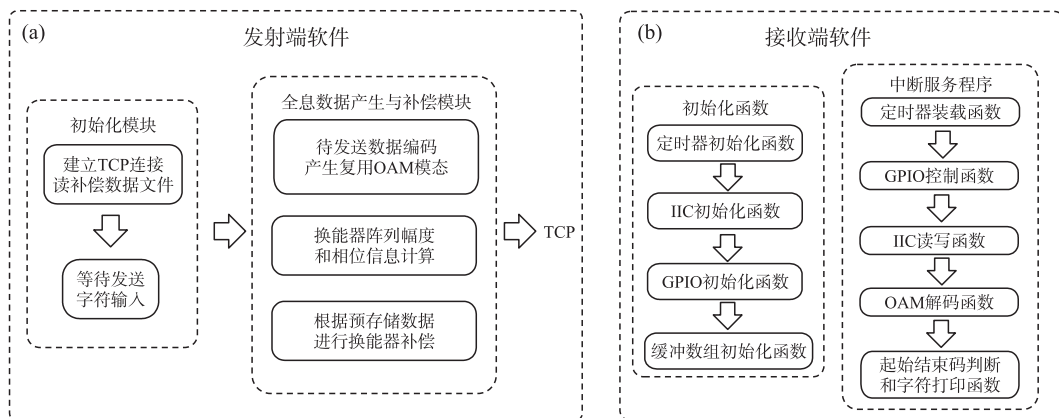 (a)
发射端软件
初始化模块
建立TCP连接
读补偿数据文件
等待发送
字符输入
全息数据产生与补偿模块
待发送数据编码
产生复用OAM模态
换能器阵列幅度
和相位信息计算
根据预存储数据
进行换能器补偿
TCP
(b)
接收端软件
初始化函数
定时器初始化函数
IIC初始化函数
GPIO初始化函数
缓冲数组初始化函数
中断服务程序
定时器装载函数
GPIO控制函数
IIC读写函数
OAM解码函数
起始结束码判断
和字符打印函数